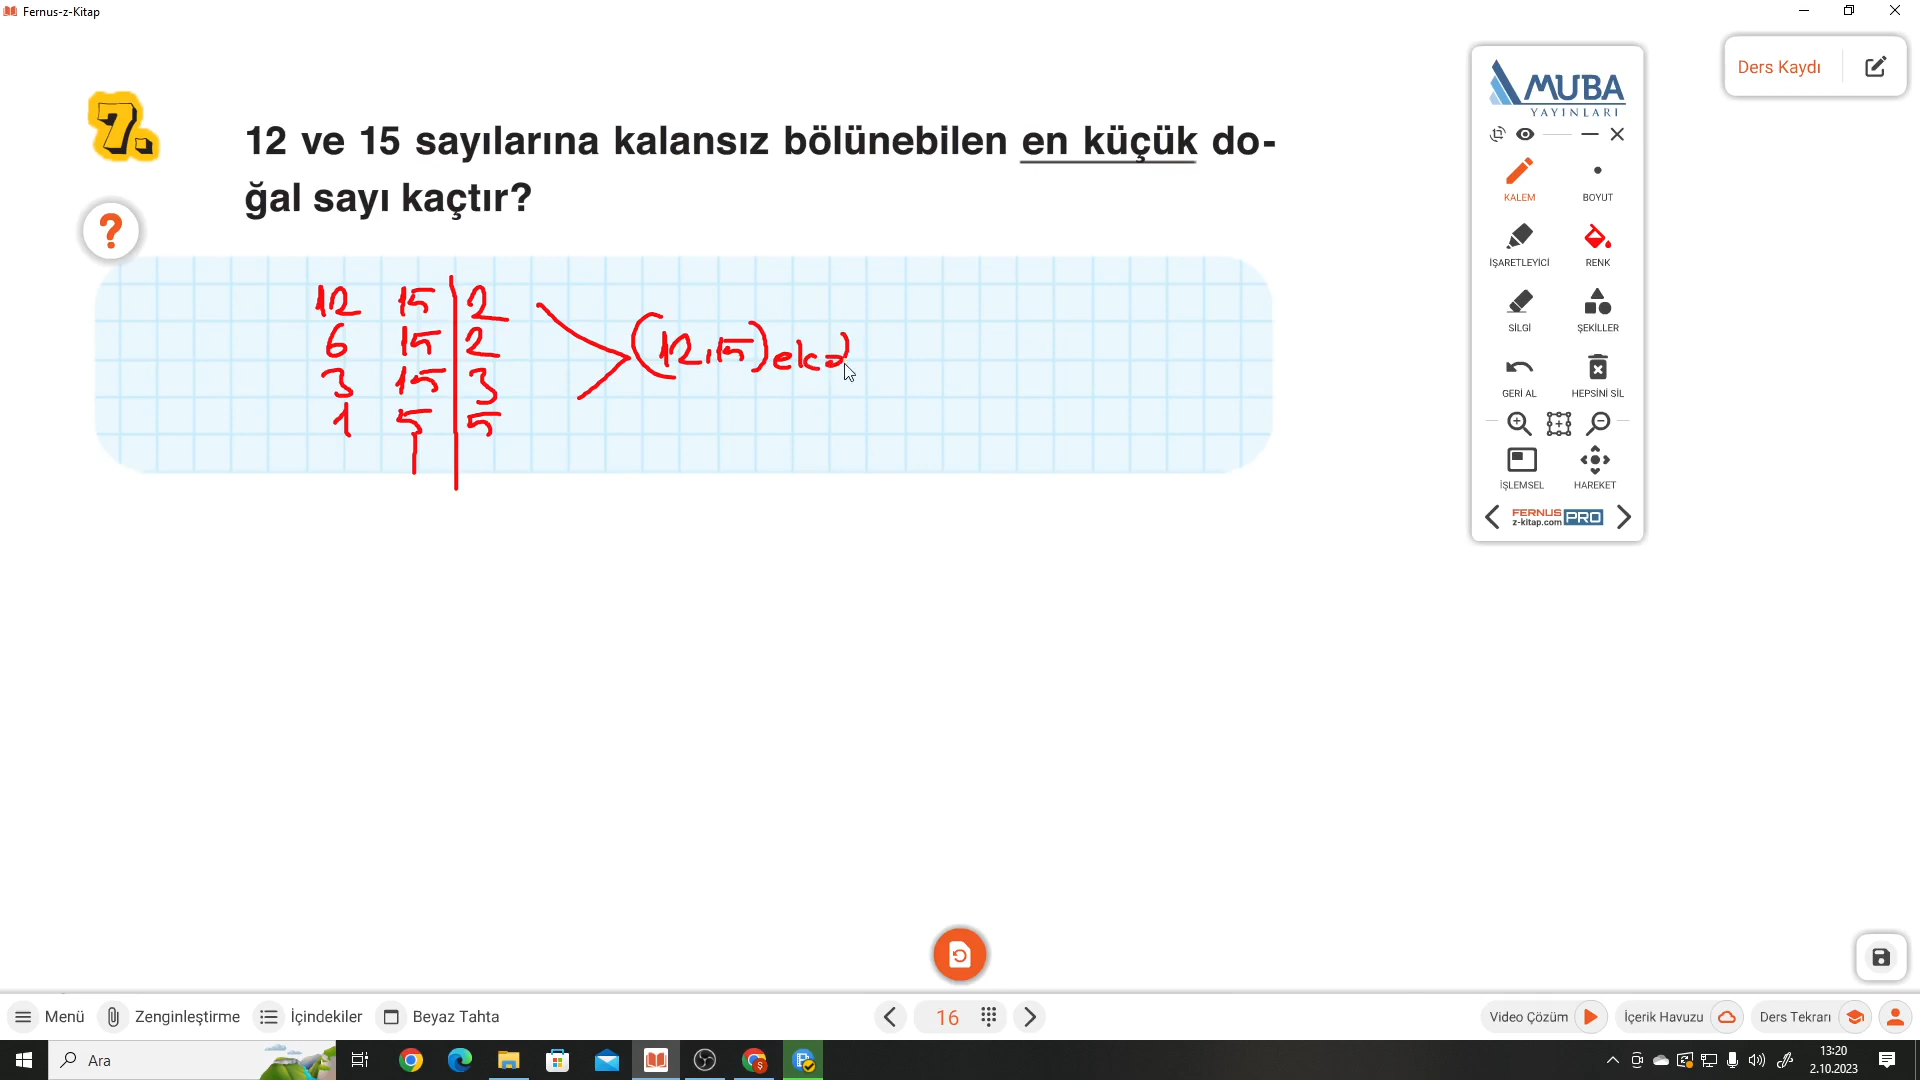 Fernus-z-Kitap
Ders Kaydı
MUBA
YAYINLARI
7.
12 ve 15 sayılarına kalansız bölünebilen en küçük do-
ğal sayı kaçtır?
?
12 15 2
6 15 2
3 15 3
1 5 5
1
(12,15)eko
KALEM BOYUT
İŞARETLEYİCİ RENK
SİLGİ ŞEKİLLER
GERİ AL HEPSİNİ SİL
İŞLEMSEL HAREKET
FERNUS PRO
z-kitap.com
Menü Zenginleştirme İçindekiler Beyaz Tahta 16 Video Çözüm İçerik Havuzu Ders Tekrarı
Ara
13:20
2.10.2023